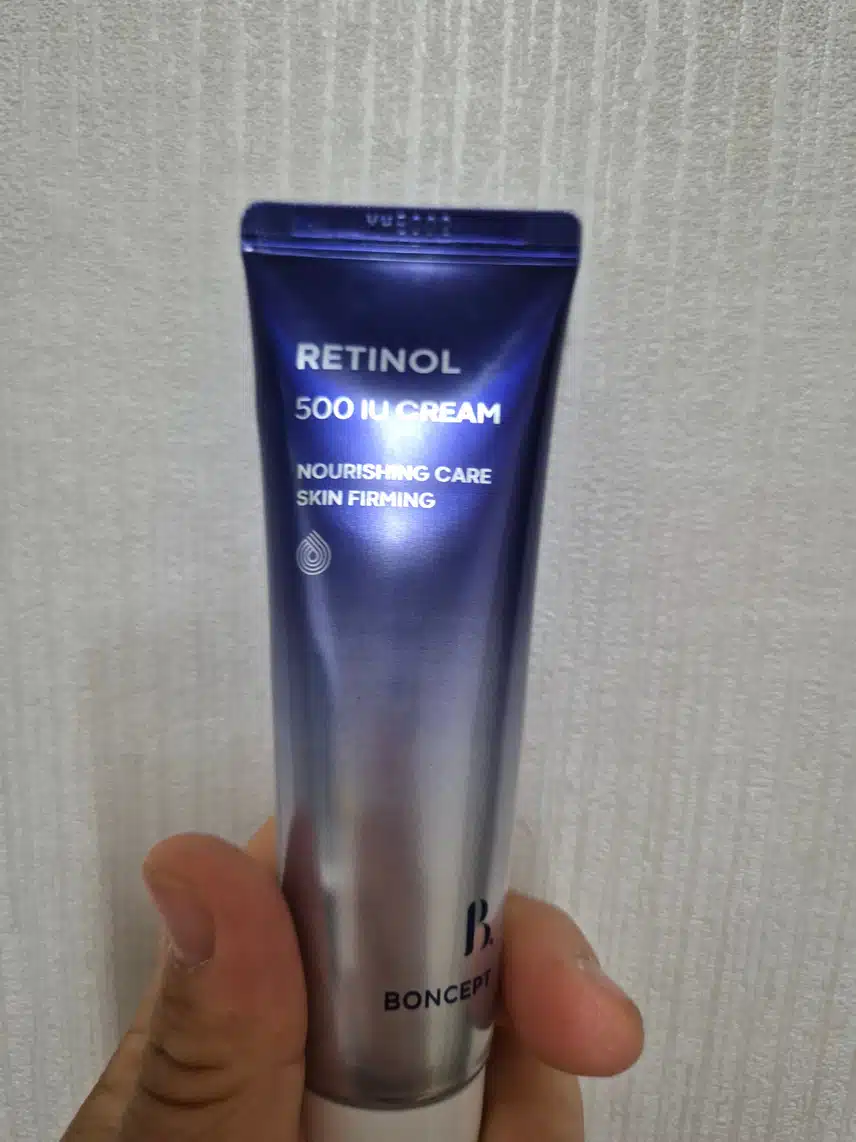 RETINOL
500 IU CREAM
NOURISHING CARE
SKIN FIRMING
B.
BONCEPT